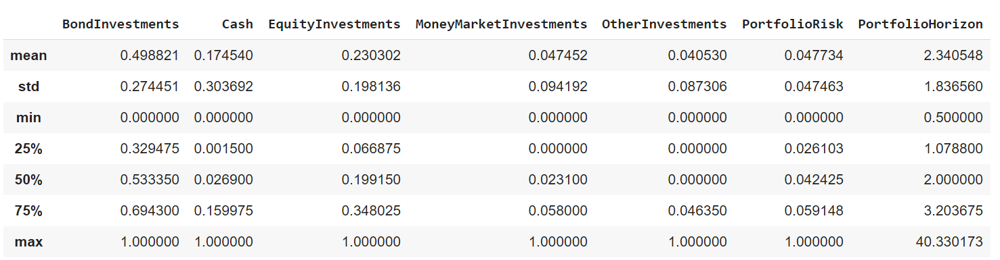 BondInvestments Cash EquityInvestments MoneyMarketInvestments OtherInvestments PortfolioRisk PortfolioHorizon
mean 0.498821 0.174540 0.230302 0.047452 0.040530 0.047734 2.340548
std 0.274451 0.303692 0.198136 0.094192 0.087306 0.047463 1.836560
min 0.000000 0.000000 0.000000 0.000000 0.000000 0.000000 0.500000
25% 0.329475 0.001500 0.066875 0.000000 0.000000 0.026103 1.078800
50% 0.533350 0.026900 0.199150 0.023100 0.000000 0.042425 2.000000
75% 0.694300 0.159975 0.348025 0.058000 0.046350 0.059148 3.203675
max 1.000000 1.000000 1.000000 1.000000 1.000000 1.000000 40.330173